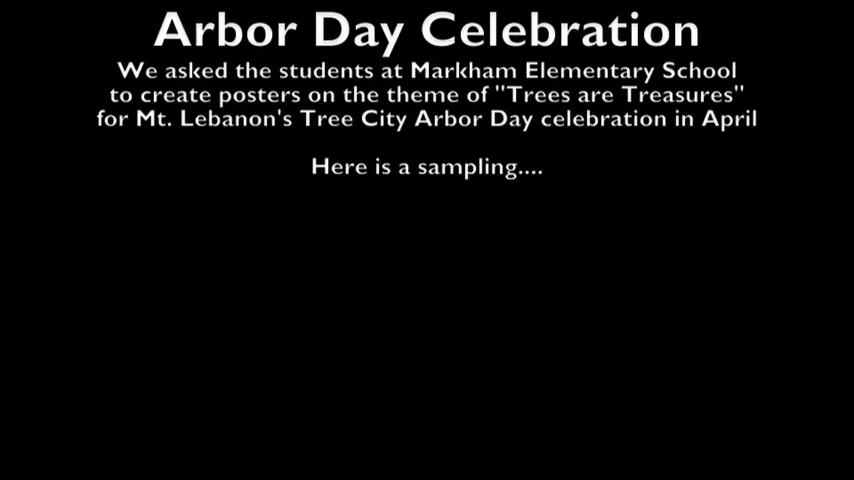 Arbor Day Celebration
We asked the students at Markham Elementary School
to create posters on the theme of "Trees are Treasures"
for Mt. Lebanon's Tree City Arbor Day celebration in April
Here is a sampling....